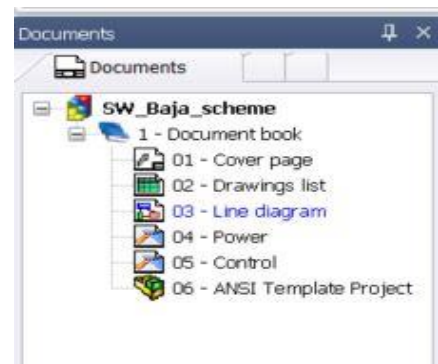 Documents
Documents
SW_Baja_scheme
1 - Document book
01 - Cover page
02 - Drawings list
03 - Line diagram
04 - Power
05 - Control
06 - ANSI Template Project